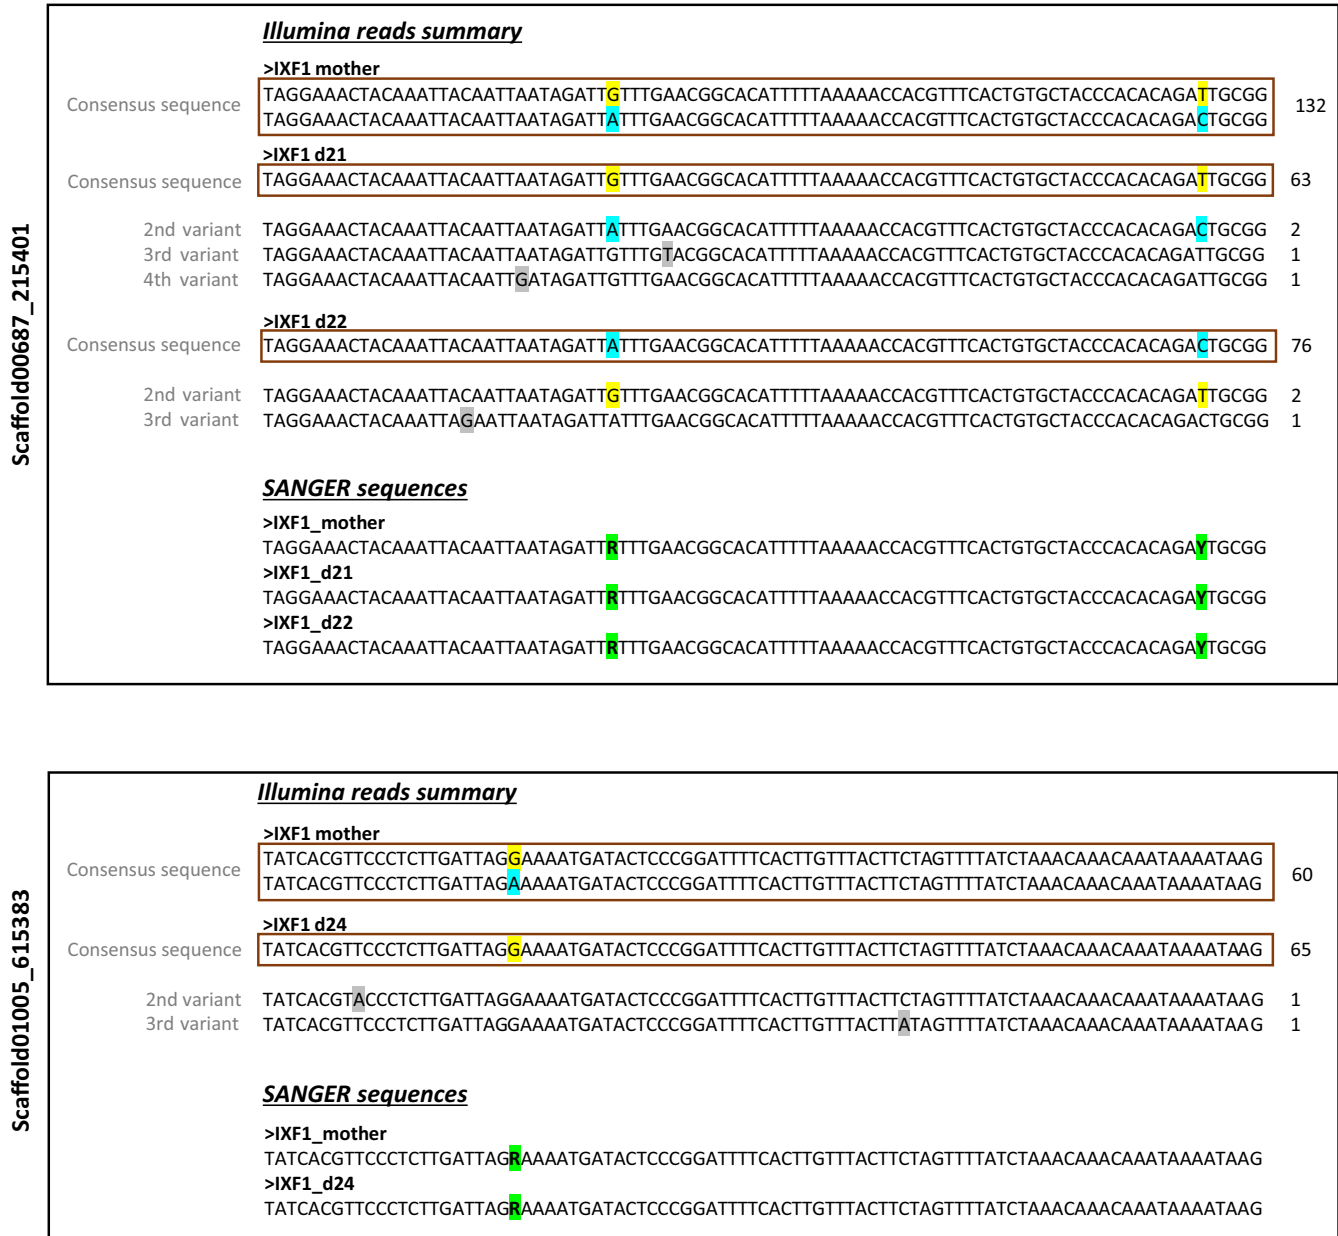 Scaffold00687_215401
Illumina reads summary
>IXF1 mother
Consensus sequence
TAGGAAACTACAAATTACAATTAATAGATTGTTTGAACGGCACATTTTTAAAAACCACGTTTCACTGTGCTACCCACACAGATTGCGG
TAGGAAACTACAAATTACAATTAATAGATTATTTGAACGGCACATTTTTAAAAACCACGTTTCACTGTGCTACCCACACAGACTGCGG
132
>IXF1 d21
Consensus sequence TAGGAAACTACAAATTACAATTAATAGATTGTTTGAACGGCACATTTTTAAAAACCACGTTTCACTGTGCTACCCACACAGATTGCGG 63
2nd variant TAGGAAACTACAAATTACAATTAATAGATTATTTGAACGGCACATTTTTAAAAACCACGTTTCACTGTGCTACCCACACAGACTGCGG 2
3rd variant TAGGAAACTACAAATTACAATTAATAGATTGTTTGTACGGCACATTTTTAAAAACCACGTTTCACTGTGCTACCCACACAGATTGCGG 1
4th variant TAGGAAACTACAAATTACAATTGATAGATTGTTTGAACGGCACATTTTTAAAAACCACGTTTCACTGTGCTACCCACACAGATTGCGG 1
>IXF1 d22
Consensus sequence TAGGAAACTACAAATTACAATTAATAGATTATTTGAACGGCACATTTTTAAAAACCACGTTTCACTGTGCTACCCACACAGACTGCGG 76
2nd variant TAGGAAACTACAAATTACAATTAATAGATTGTTTGAACGGCACATTTTTAAAAACCACGTTTCACTGTGCTACCCACACAGATTGCGG 2
3rd variant TAGGAAACTACAAATTAGAATTAATAGATTATTTGAACGGCACATTTTTAAAAACCACGTTTCACTGTGCTACCCACACAGACTGCGG 1
SANGER sequences
>IXF1_mother
TAGGAAACTACAAATTACAATTAATAGATTRTTTGAACGGCACATTTTTAAAAACCACGTTTCACTGTGCTACCCACACAGAYTGCGG
>IXF1_d21
TAGGAAACTACAAATTACAATTAATAGATTRTTTGAACGGCACATTTTTAAAAACCACGTTTCACTGTGCTACCCACACAGAYTGCGG
>IXF1_d22
TAGGAAACTACAAATTACAATTAATAGATTRTTTGAACGGCACATTTTTAAAAACCACGTTTCACTGTGCTACCCACACAGAYTGCGG
Scaffold01005_615383
Illumina reads summary
>IXF1 mother
Consensus sequence
TATCACGTTCCCTCTTGATTAGGAAAATGATACTCCCGGATTTTCACTTGTTTACTTCTAGTTTTATCTAAACAAACAAATAAAATAAG
TATCACGTTCCCTCTTGATTAGAAAAATGATACTCCCGGATTTTCACTTGTTTACTTCTAGTTTTATCTAAACAAACAAATAAAATAAG
60
>IXF1 d24
Consensus sequence TATCACGTTCCCTCTTGATTAGGAAAATGATACTCCCGGATTTTCACTTGTTTACTTCTAGTTTTATCTAAACAAACAAATAAAATAAG 65
2nd variant TATCACGTACCCTCTTGATTAGGAAAATGATACTCCCGGATTTTCACTTGTTTACTTCTAGTTTTATCTAAACAAACAAATAAAATAAG 1
3rd variant TATCACGTTCCCTCTTGATTAGGAAAATGATACTCCCGGATTTTCACTTGTTTACTTATAGTTTTATCTAAACAAACAAATAAAATAAG 1
SANGER sequences
>IXF1_mother
TATCACGTTCCCTCTTGATTAGRAAAATGATACTCCCGGATTTTCACTTGTTTACTTCTAGTTTTATCTAAACAAACAAATAAAATAAG
>IXF1_d24
TATCACGTTCCCTCTTGATTAGRAAAATGATACTCCCGGATTTTCACTTGTTTACTTCTAGTTTTATCTAAACAAACAAATAAAATAAG